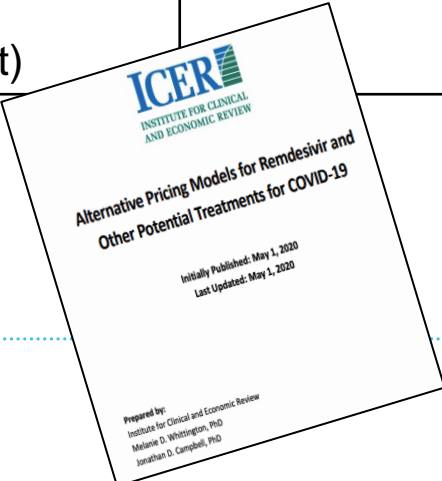 t)
ICER
INSTITUTE FOR CLINICAL
AND ECONOMIC REVIEW
Alternative Pricing Models for Remdesivir and
Other Potential Treatments for COVID-19
Initially Published: May 1, 2020
Last Updated: May 1, 2020
Prepared by:
Institute for Clinical and Economic Review
Melanie D. Whittington, PhD
Jonathan D. Campbell, PhD